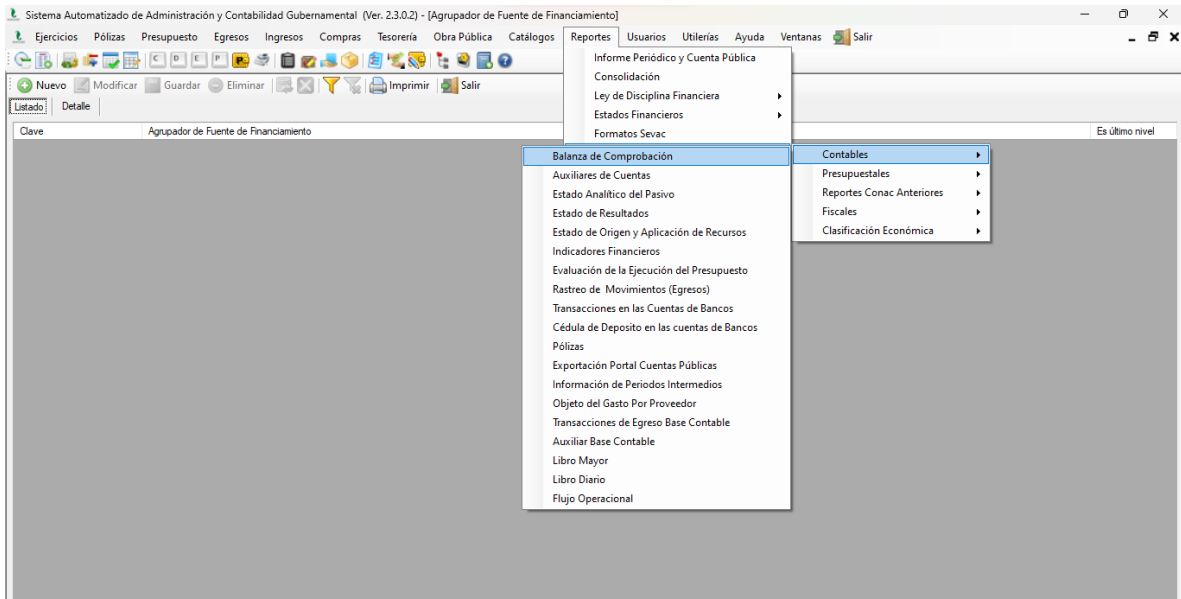 Sistema Automatizado de Administración y Contabilidad Gubernamental (Ver. 2.3.0.2) - [Agrupador de Fuente de Financiamiento]
Ejercicios Pólizas Presupuesto Egresos Ingresos Compras Tesorería Obra Pública Catálogos Reportes Usuarios Utilerías Ayuda Ventanas Salir
C D E P P
Nuevo Modificar Guardar Eliminar Imprimir Salir
Listado Detalle
Clave Agrupador de Fuente de Financiamiento Es último nivel
Informe Periódico y Cuenta Pública
Consolidación
Ley de Disciplina Financiera
Estados Financieros
Formatos Sevac
Contables
Presupuestales
Reportes Conac Anteriores
Fiscales
Clasificación Económica
Balanza de Comprobación
Auxiliares de Cuentas
Estado Analítico del Pasivo
Estado de Resultados
Estado de Origen y Aplicación de Recursos
Indicadores Financieros
Evaluación de la Ejecución del Presupuesto
Rastreo de Movimientos (Egresos)
Transacciones en las Cuentas de Bancos
Cédula de Deposito en las cuentas de Bancos
Pólizas
Exportación Portal Cuentas Públicas
Información de Periodos Intermedios
Objeto del Gasto Por Proveedor
Transacciones de Egreso Base Contable
Auxiliar Base Contable
Libro Mayor
Libro Diario
Flujo Operacional